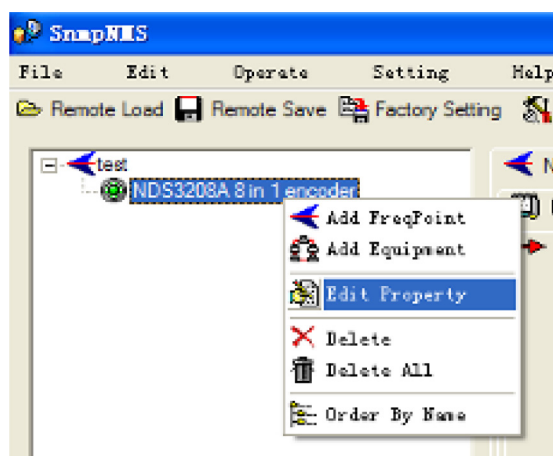 SnmpNMS
File Edit Operate Setting Help
Remote Load Remote Save Factory Setting
test
NDS3208A 8 in 1 encoder
Add FreqPoint
Add Equipment
Edit Property
Delete
Delete All
Order By Name